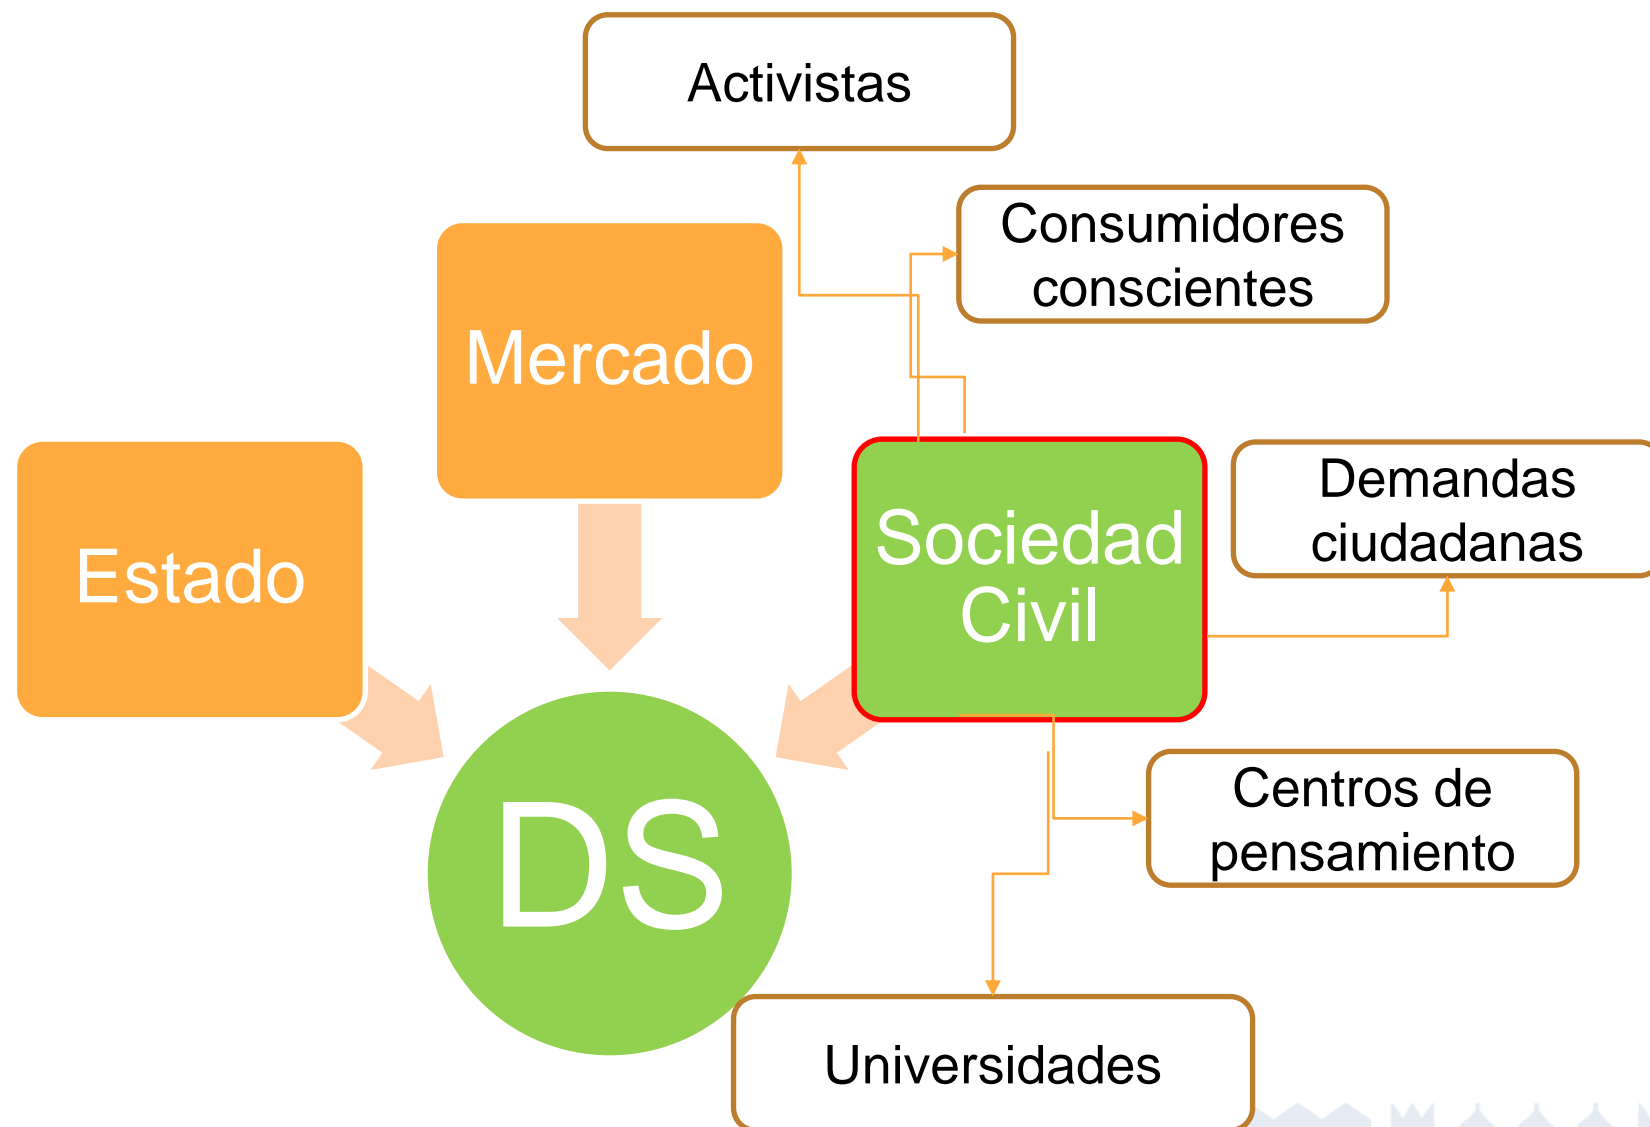 Activistas
Consumidores
conscientes
Mercado
Estado
Sociedad
Civil
Demandas
ciudadanas
DS
Centros de
pensamiento
Universidades